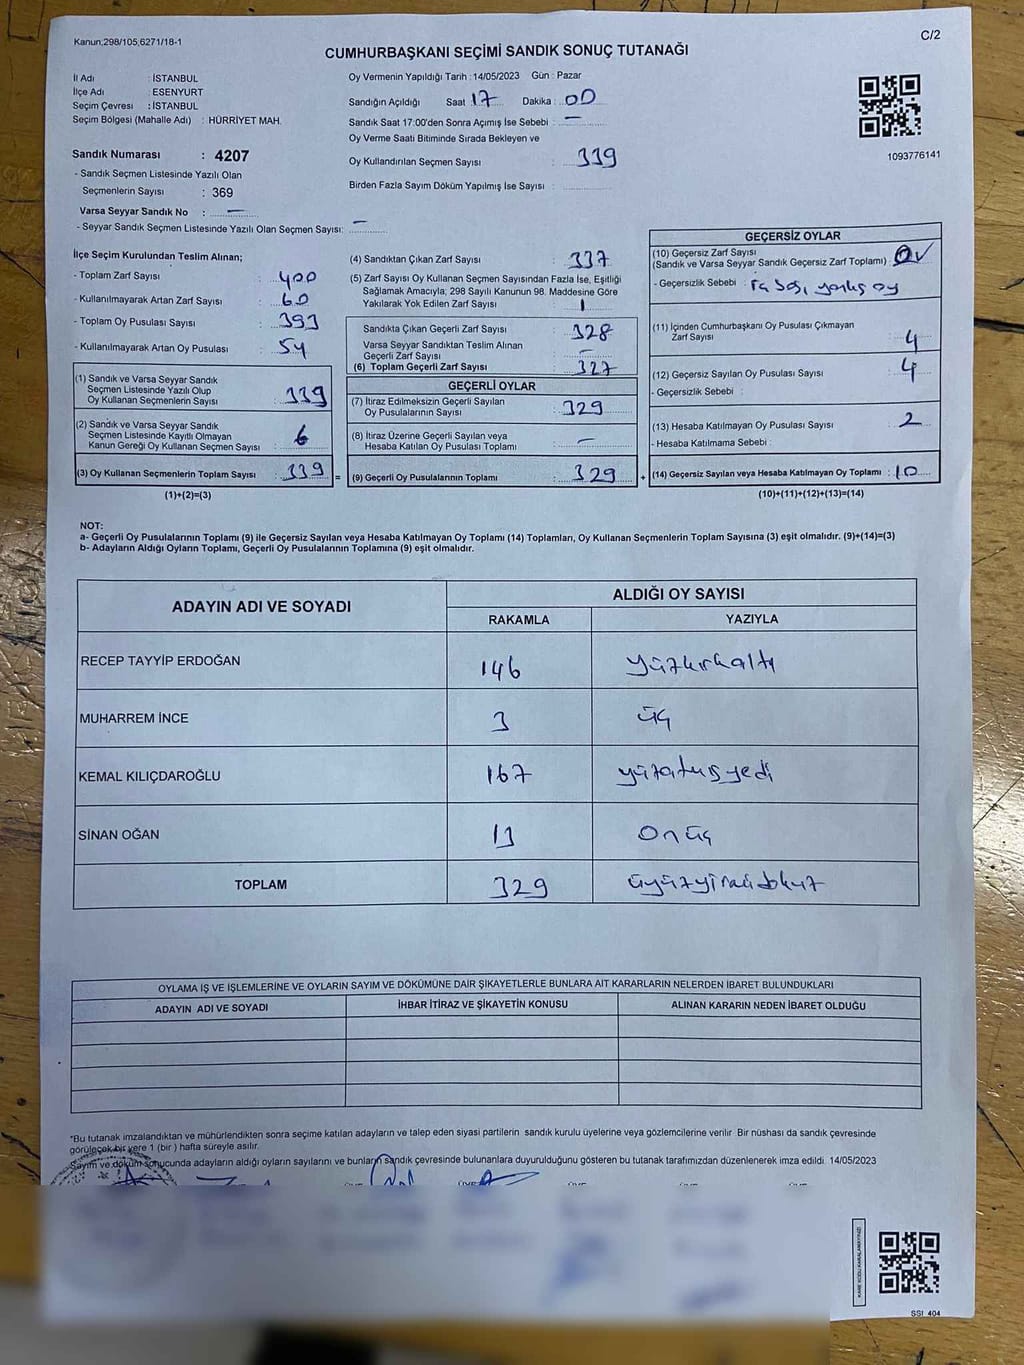 Kanun,298/105,6271/18-1
C/2
CUMHURBAŞKANI SEÇİMİ SANDIK SONUÇ TUTANAĞI
İl Adı : İSTANBUL
İlçe Adı : ESENYURT
Seçim Çevresi : İSTANBUL
Seçim Bölgesi (Mahalle Adı) : HÜRRİYET MAH.
Sandık Numarası : 4207
- Sandık Seçmen Listesinde Yazılı Olan
Seçmenlerin Sayısı : 369
Varsa Seyyar Sandık No : —
- Seyyar Sandık Seçmen Listesinde Yazılı Olan Seçmen Sayısı: —
Oy Vermenin Yapıldığı Tarih : 14/05/2023 Gün : Pazar
Sandığın Açıldığı Saat 17 Dakika : 00
Sandık Saat 17.00'den Sonra Açımış İse Sebebi : —
Oy Verme Saati Bitiminde Sırada Bekleyen ve
Oy Kullandırılan Seçmen Sayısı : 339
Birden Fazla Sayım Döküm Yapılmış İse Sayısı :
1093776141
İlçe Seçim Kurulundan Teslim Alınan;
- Toplam Zarf Sayısı : 400
- Kullanılmayarak Artan Zarf Sayısı : 60
- Toplam Oy Pusulası Sayısı : 393
- Kullanılmayarak Artan Oy Pusulası : 54
(1) Sandık ve Varsa Seyyar Sandık
Seçmen Listesinde Yazılı Olup
Oy Kullanan Seçmenlerin Sayısı : 339
(2) Sandık ve Varsa Seyyar Sandık
Seçmen Listesinde Kayıtlı Olmayan
Kanun Gereği Oy Kullanan Seçmen Sayısı : 6
(3) Oy Kullanan Seçmenlerin Toplam Sayısı : 339
(1)+(2)=(3)
(4) Sandıktan Çıkan Zarf Sayısı : 337
(5) Zarf Sayısı Oy Kullanan Seçmen Sayısından Fazla İse, Eşitliği
Sağlamak Amacıyla; 298 Sayılı Kanunun 98. Maddesine Göre
Yakılarak Yok Edilen Zarf Sayısı : 1
Sandıkta Çıkan Geçerli Zarf Sayısı : 328
Varsa Seyyar Sandıktan Teslim Alınan
Geçerli Zarf Sayısı : —
(6) Toplam Geçerli Zarf Sayısı : 327
GEÇERLİ OYLAR
(7) İtiraz Edilmeksizin Geçerli Sayılan
Oy Pusulalarının Sayısı : 329
(8) İtiraz Üzerine Geçerli Sayılan veya
Hesaba Katılan Oy Pusulası Toplamı : —
= (9) Geçerli Oy Pusulalarının Toplamı : 329
GEÇERSİZ OYLAR
(10) Geçersiz Zarf Sayısı
(Sandık ve Varsa Seyyar Sandık Geçersiz Zarf Toplamı) : 0
- Geçersizlik Sebebi : oy
(11) İçinden Cumhurbaşkanı Oy Pusulası Çıkmayan
Zarf Sayısı : 4
(12) Geçersiz Sayılan Oy Pusulası Sayısı : 4
- Geçersizlik Sebebi :
(13) Hesaba Katılmayan Oy Pusulası Sayısı : 2
- Hesaba Katılmama Sebebi :
+ (14) Geçersiz Sayılan veya Hesaba Katılmayan Oy Toplamı : 10
(10)+(11)+(12)+(13)=(14)
NOT:
a- Geçerli Oy Pusulalarının Toplamı (9) ile Geçersiz Sayılan veya Hesaba Katılmayan Oy Toplamı (14) Toplamları, Oy Kullanan Seçmenlerin Toplam Sayısına (3) eşit olmalıdır. (9)+(14)=(3)
b- Adayların Aldığı Oyların Toplamı, Geçerli Oy Pusulalarının Toplamına (9) eşit olmalıdır.
ADAYIN ADI VE SOYADI
ALDIĞI OY SAYISI
RAKAMLA YAZIYLA
RECEP TAYYİP ERDOĞAN 146 yüzkırkaltı
MUHARREM İNCE 3 üç
KEMAL KILIÇDAROĞLU 167 yüzatmışyedi
SİNAN OĞAN 13 on üç
TOPLAM 329 üçyüzyirmidokuz
OYLAMA İŞ VE İŞLEMLERİNE VE OYLARIN SAYIM VE DÖKÜMÜNE DAİR ŞİKAYETLERLE BUNLARA AİT KARARLARIN NELERDEN İBARET BULUNDUKLARI
ADAYIN ADI VE SOYADI İHBAR İTİRAZ VE ŞİKAYETİN KONUSU ALINAN KARARIN NEDEN İBARET OLDUĞU
*Bu tutanak imzalandıktan ve mühürlendikten sonra seçime katılan adayların ve talep eden siyasi partilerin sandık kurulu üyelerine veya gözlemcilerine verilir Bir nüshası da sandık çevresinde
görülecek bir yere 1 (bir ) hafta süreyle asılır.
Sayım ve döküm sonucunda adayların aldığı oyların sayılarını ve bunların sandık çevresinde bulunanlara duyurulduğunu gösteren bu tutanak tarafımızdan düzenlenerek imza edildi 14/05/2023
KARE KODU KARALAMAYINIZ!
SSI_404